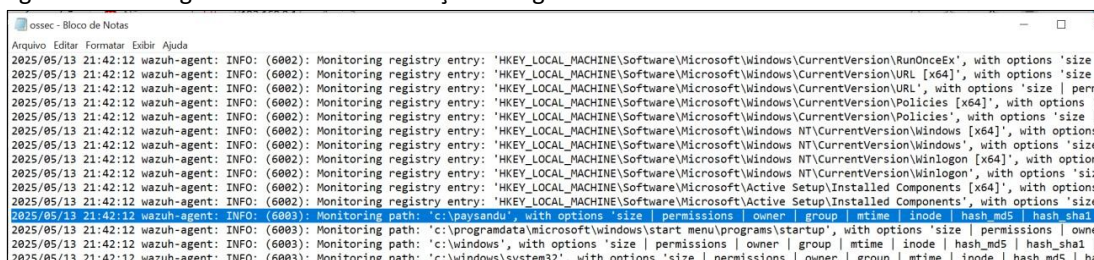 ossec - Bloco de Notas
Arquivo Editar Formatar Exibir Ajuda
2025/05/13 21:42:12 wazuh-agent: INFO: (6002): Monitoring registry entry: 'HKEY_LOCAL_MACHINE\Software\Microsoft\Windows\CurrentVersion\RunOnceEx', with options 'size
2025/05/13 21:42:12 wazuh-agent: INFO: (6002): Monitoring registry entry: 'HKEY_LOCAL_MACHINE\Software\Microsoft\Windows\CurrentVersion\URL [x64]', with options 'size
2025/05/13 21:42:12 wazuh-agent: INFO: (6002): Monitoring registry entry: 'HKEY_LOCAL_MACHINE\Software\Microsoft\Windows\CurrentVersion\URL', with options 'size | perm
2025/05/13 21:42:12 wazuh-agent: INFO: (6002): Monitoring registry entry: 'HKEY_LOCAL_MACHINE\Software\Microsoft\Windows\CurrentVersion\Policies [x64]', with options
2025/05/13 21:42:12 wazuh-agent: INFO: (6002): Monitoring registry entry: 'HKEY_LOCAL_MACHINE\Software\Microsoft\Windows\CurrentVersion\Policies', with options 'size
2025/05/13 21:42:12 wazuh-agent: INFO: (6002): Monitoring registry entry: 'HKEY_LOCAL_MACHINE\Software\Microsoft\Windows NT\CurrentVersion\Windows [x64]', with options
2025/05/13 21:42:12 wazuh-agent: INFO: (6002): Monitoring registry entry: 'HKEY_LOCAL_MACHINE\Software\Microsoft\Windows NT\CurrentVersion\Windows', with options 'size
2025/05/13 21:42:12 wazuh-agent: INFO: (6002): Monitoring registry entry: 'HKEY_LOCAL_MACHINE\Software\Microsoft\Windows NT\CurrentVersion\Winlogon [x64]', with option
2025/05/13 21:42:12 wazuh-agent: INFO: (6002): Monitoring registry entry: 'HKEY_LOCAL_MACHINE\Software\Microsoft\Windows NT\CurrentVersion\Winlogon', with options 'siz
2025/05/13 21:42:12 wazuh-agent: INFO: (6002): Monitoring registry entry: 'HKEY_LOCAL_MACHINE\Software\Microsoft\Active Setup\Installed Components [x64]', with options
2025/05/13 21:42:12 wazuh-agent: INFO: (6002): Monitoring registry entry: 'HKEY_LOCAL_MACHINE\Software\Microsoft\Active Setup\Installed Components', with options 'size
2025/05/13 21:42:12 wazuh-agent: INFO: (6003): Monitoring path: 'c:\paysandu', with options 'size | permissions | owner | group | mtime | inode | hash_md5 | hash_sha1
2025/05/13 21:42:12 wazuh-agent: INFO: (6003): Monitoring path: 'c:\programdata\microsoft\windows\start menu\programs\startup', with options 'size | permissions | owne
2025/05/13 21:42:12 wazuh-agent: INFO: (6003): Monitoring path: 'c:\windows', with options 'size | permissions | owner | group | mtime | inode | hash_md5 | hash_sha1
2025/05/13 21:42:12 wazuh-agent: INFO: (6003): Monitoring path: 'c:\windows\system32', with options 'size | permissions | owner | group | mtime | inode | hash_md5 | ha